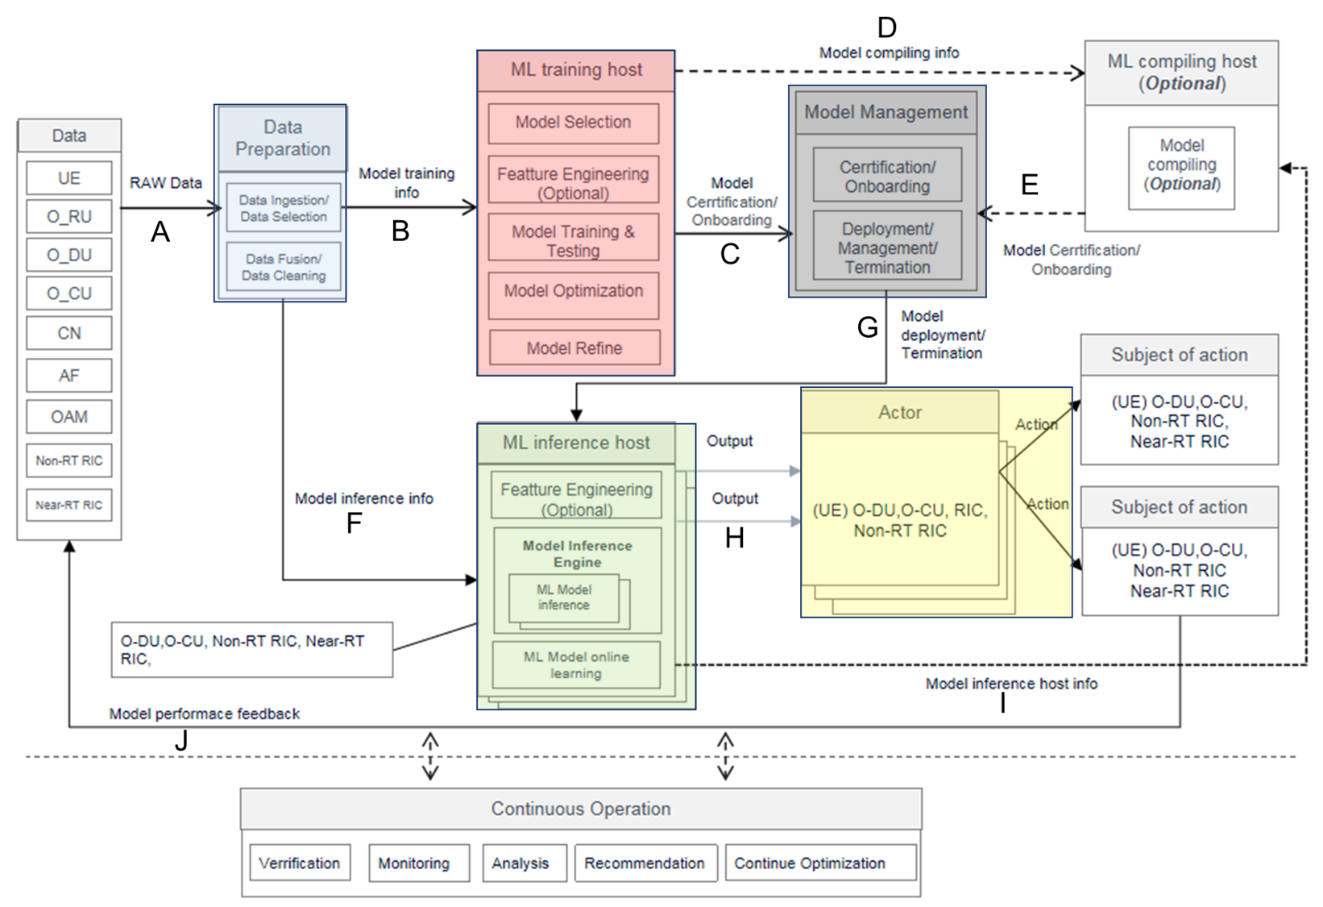 D
Model compiling info
ML training host
Model Selection
Featture Engineering
(Optional)
Model Training &
Testing
Model Optimization
Model Refine
ML compiling host
(Optional)
Model
compiling
(Optional)
Model Management
Cerrtification/
Onboarding
Deployment/
Management/
Termination
Data
UE
O_RU
O_DU
O_CU
CN
AF
OAM
Non-RT RIC
Near-RT RIC
RAW Data
A
Data
Preparation
Data Ingestion/
Data Selection
Data Fusion/
Data Cleaning
Model training
info
B
Model
Cerrtification/
Onboarding
C
E
Model Cerrtification/
Onboarding
G
Model
deployment/
Termination
Model inference info
F
ML inference host
Featture Engineering
(Optional)
Model Inference
Engine
ML Model
inference
ML Model online
learning
Output
Output
H
Actor
(UE) O-DU,O-CU, RIC,
Non-RT RIC
Action
Action
Subject of action
(UE) O-DU,O-CU,
Non-RT RIC,
Near-RT RIC
Subject of action
(UE) O-DU,O-CU,
Non-RT RIC
Near-RT RIC
O-DU,O-CU, Non-RT RIC, Near-RT
RIC,
Model inference host info
I
Model performace feedback
J
Continuous Operation
Verrification
Monitoring
Analysis
Recommendation
Continue Optimization